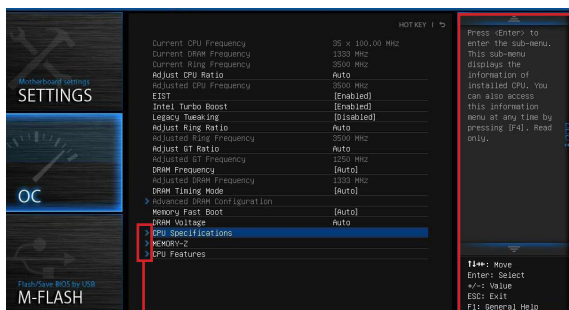 HOT KEY | ↰
Motherboard settings
SETTINGS
OC
Flash/Save BIOS by USB
M-FLASH
Current CPU Frequency 35 x 100.00 MHz
Current DRAM Frequency 1333 MHz
Current Ring Frequency 3500 MHz
Adjust CPU Ratio Auto
Adjusted CPU Frequency 3500 MHz
EIST [Enabled]
Intel Turbo Boost [Enabled]
Legacy Tweaking [Disabled]
Adjust Ring Ratio Auto
Adjusted Ring Frequency 3500 MHz
Adjust GT Ratio Auto
Adjusted GT Frequency 1250 MHz
DRAM Frequency [Auto]
Adjusted DRAM Frequency 1333 MHz
DRAM Timing Mode [Auto]
> Advanced DRAM Configuration
Memory Fast Boot [Auto]
DRAM Voltage Auto
> CPU Specifications
> MEMORY-Z
> CPU Features
Press <Enter> to
enter the sub-menu.
This sub-menu
displays the
information of
installed CPU. You
can also access
this information
menu at any time by
pressing [F4]. Read
only.
↑↓→←: Move
Enter: Select
+/-: Value
ESC: Exit
F1: General Help